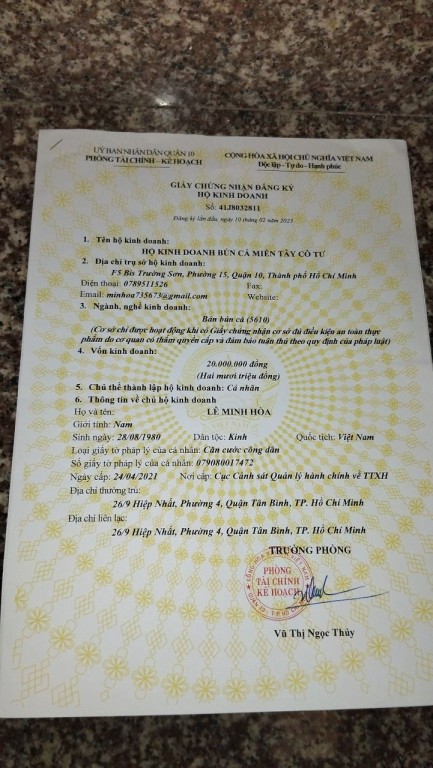 UỶ BAN NHÂN DÂN QUẬN 10
PHÒNG TÀI CHÍNH – KẾ HOẠCH
CỘNG HÒA XÃ HỘI CHỦ NGHĨA VIỆT NAM
Độc lập - Tự do - Hạnh phúc
GIẤY CHỨNG NHẬN ĐĂNG KÝ
HỘ KINH DOANH
Số: 41J8032811
Đăng ký lần đầu, ngày 10 tháng 02 năm 2023
1. Tên hộ kinh doanh:
HỘ KINH DOANH BÚN CÁ MIỀN TÂY CÔ TƯ
2. Địa chỉ trụ sở hộ kinh doanh:
F5 Bis Trường Sơn, Phường 15, Quận 10, Thành phố Hồ Chí Minh
Điện thoại: 0789511526 Fax:
Email: minhoa735673@gmail.com Website:
3. Ngành, nghề kinh doanh:
Bán bún cá (5610)
(Cơ sở chỉ được hoạt động khi có Giấy chứng nhận cơ sở đủ điều kiện an toàn thực
phẩm do cơ quan có thẩm quyền cấp và đảm bảo tuân thủ theo quy định của pháp luật)
4. Vốn kinh doanh:
20.000.000 đồng
(Hai mươi triệu đồng)
5. Chủ thể thành lập hộ kinh doanh: Cá nhân
6. Thông tin về chủ hộ kinh doanh
Họ và tên: LÊ MINH HÒA
Giới tính: Nam
Sinh ngày: 28/08/1980 Dân tộc: Kinh Quốc tịch: Việt Nam
Loại giấy tờ pháp lý của cá nhân: Căn cước công dân
Số giấy tờ pháp lý của cá nhân: 079080017472
Ngày cấp: 24/04/2021 Nơi cấp: Cục Cảnh sát Quản lý hành chính về TTXH
Địa chỉ thường trú:
26/9 Hiệp Nhất, Phường 4, Quận Tân Bình, TP. Hồ Chí Minh
Địa chỉ liên lạc:
26/9 Hiệp Nhất, Phường 4, Quận Tân Bình, TP. Hồ Chí Minh
TRƯỞNG PHÒNG
PHÒNG
TÀI CHÍNH
KẾ HOẠCH
Vũ Thị Ngọc Thủy